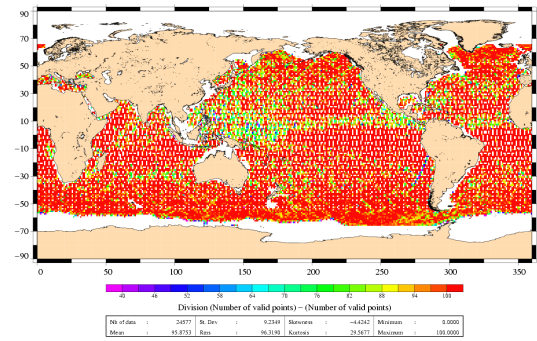 90
70
50
30
10
−10
−30
−50
−70
−90
0 50 100 150 200 250 300 350
40 46 52 58 64 70 76 82 88 94 100
Division (Number of valid points) − (Number of valid points)
Nb of data : 24577 St. Dev : 9.2349 Skewness : −4.4242 Minimum : 0.0000
Mean : 95.8753 Rms : 96.3190 Kurtosis : 29.5677 Maximum : 100.0000